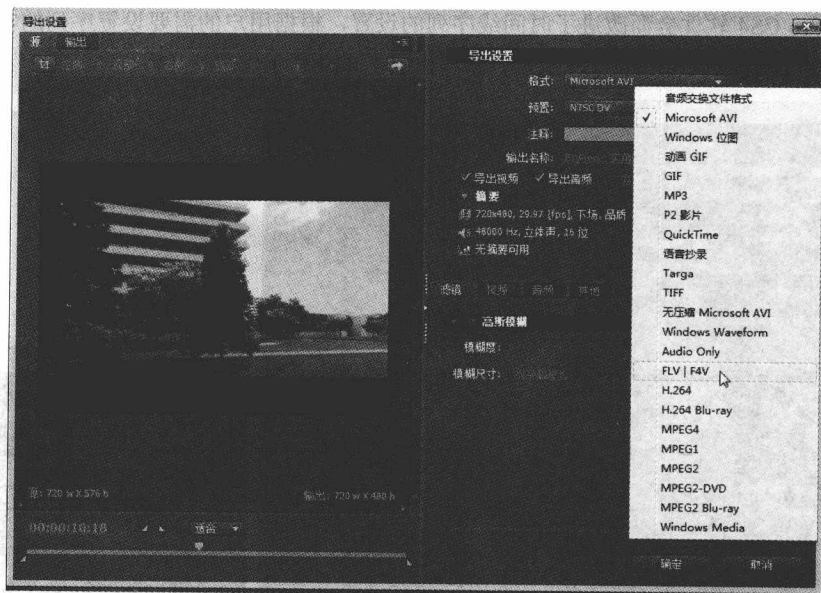 导出设置
源 输出
导出设置
格式: Microsoft AVI
预置: NTSC DV
注释:
输出名称:
导出视频 导出音频
摘要
720x480, 29.97 [fps], 下场, 品质
48000 Hz, 立体声, 16 位
无摘要可用
滤镜 视频 音频 其他
高斯模糊
模糊度:
模糊尺寸:
音频交换文件格式
Microsoft AVI
Windows 位图
动画 GIF
GIF
MP3
P2 影片
QuickTime
语音抄录
Targa
TIFF
无压缩 Microsoft AVI
Windows Waveform
Audio Only
FLV | F4V
H.264
H.264 Blu-ray
MPEG4
MPEG1
MPEG2
MPEG2-DVD
MPEG2 Blu-ray
Windows Media
源: 720 w X 576 h
输出: 720 w X 480 h
00:00:10:18 适合
确定 取消